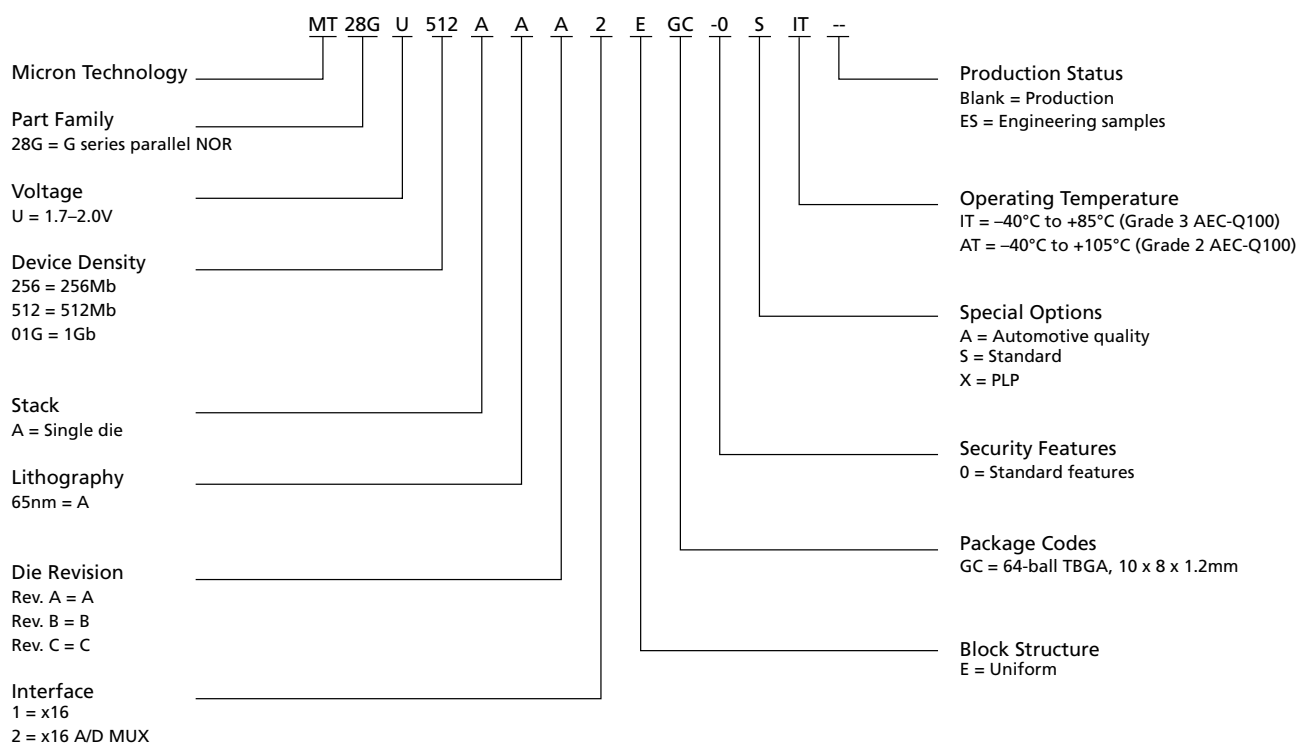 MT 28G U 512 A A A 2 E GC -0 S IT --
Micron Technology
Part Family
28G = G series parallel NOR
Voltage
U = 1.7–2.0V
Device Density
256 = 256Mb
512 = 512Mb
01G = 1Gb
Stack
A = Single die
Lithography
65nm = A
Die Revision
Rev. A = A
Rev. B = B
Rev. C = C
Interface
1 = x16
2 = x16 A/D MUX
Production Status
Blank = Production
ES = Engineering samples
Operating Temperature
IT = –40°C to +85°C (Grade 3 AEC-Q100)
AT = –40°C to +105°C (Grade 2 AEC-Q100)
Special Options
A = Automotive quality
S = Standard
X = PLP
Security Features
0 = Standard features
Package Codes
GC = 64-ball TBGA, 10 x 8 x 1.2mm
Block Structure
E = Uniform